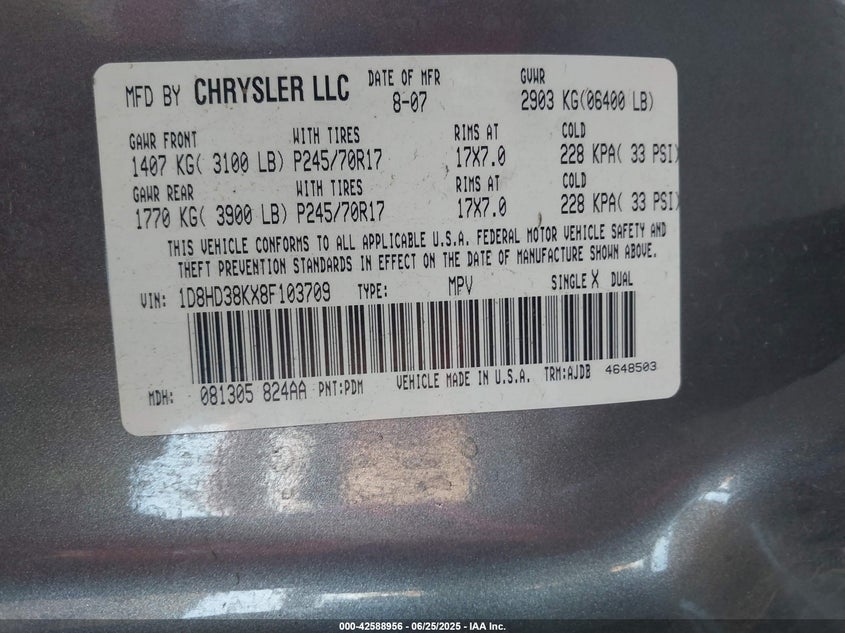 MFD BY CHRYSLER LLC DATE OF MFR GVWR
8-07 2903 KG(06400 LB)
GAWR FRONT WITH TIRES RIMS AT COLD
1407 KG( 3100 LB) P245/70R17 17X7.0 228 KPA( 33 PSI)
GAWR REAR WITH TIRES RIMS AT COLD
1770 KG( 3900 LB) P245/70R17 17X7.0 228 KPA( 33 PSI)
THIS VEHICLE CONFORMS TO ALL APPLICABLE U.S.A. FEDERAL MOTOR VEHICLE SAFETY AND
THEFT PREVENTION STANDARDS IN EFFECT ON THE DATE OF MANUFACTURE SHOWN ABOVE.
VIN: 1D8HD38KX8F103709 TYPE: MPV SINGLE X DUAL
MDH: 081305 824AA PNT:PDM VEHICLE MADE IN U.S.A. TRM:AJDB 4648503
000-42588956 - 06/25/2025 - IAA Inc.